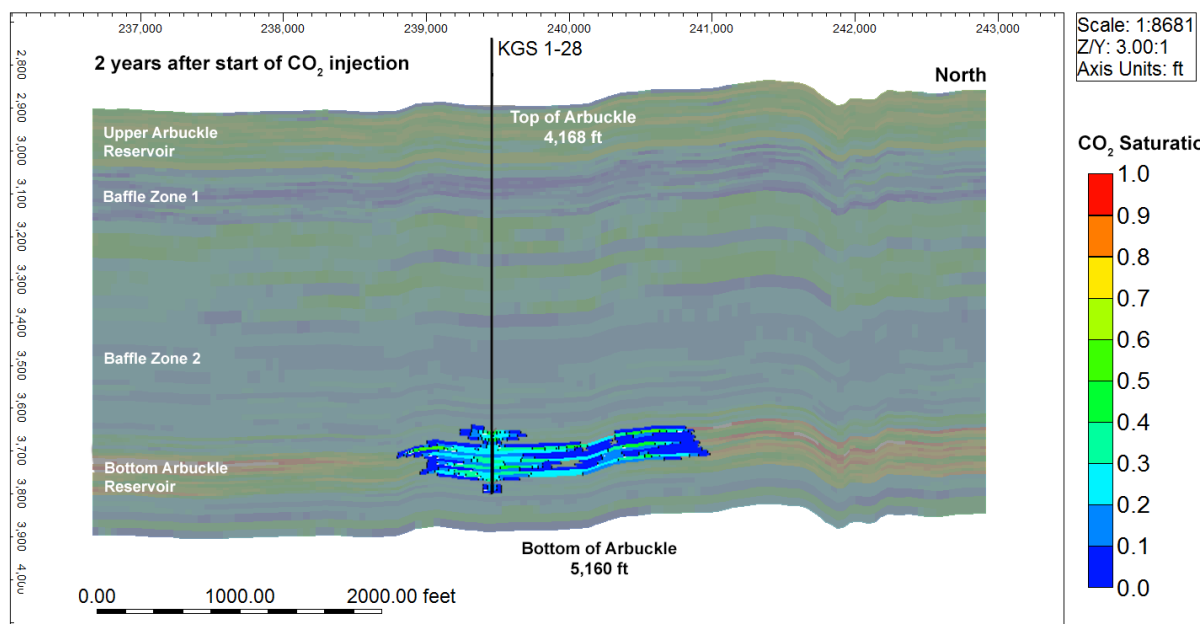 237,000 238,000 239,000 240,000 241,000 242,000 243,000
Scale: 1:8681
Z/Y: 3.00:1
Axis Units: ft
KGS 1-28
2 years after start of CO₂ injection
North
2,800
2,900
3,000
3,100
3,200
3,300
3,400
3,500
3,600
3,700
3,800
3,900
4,00
Top of Arbuckle
4,168 ft
Upper Arbuckle
Reservoir
Baffle Zone 1
Baffle Zone 2
Bottom Arbuckle
Reservoir
Bottom of Arbuckle
5,160 ft
0.00 1000.00 2000.00 feet
CO₂ Saturatio
1.0
0.9
0.8
0.7
0.6
0.5
0.4
0.3
0.2
0.1
0.0